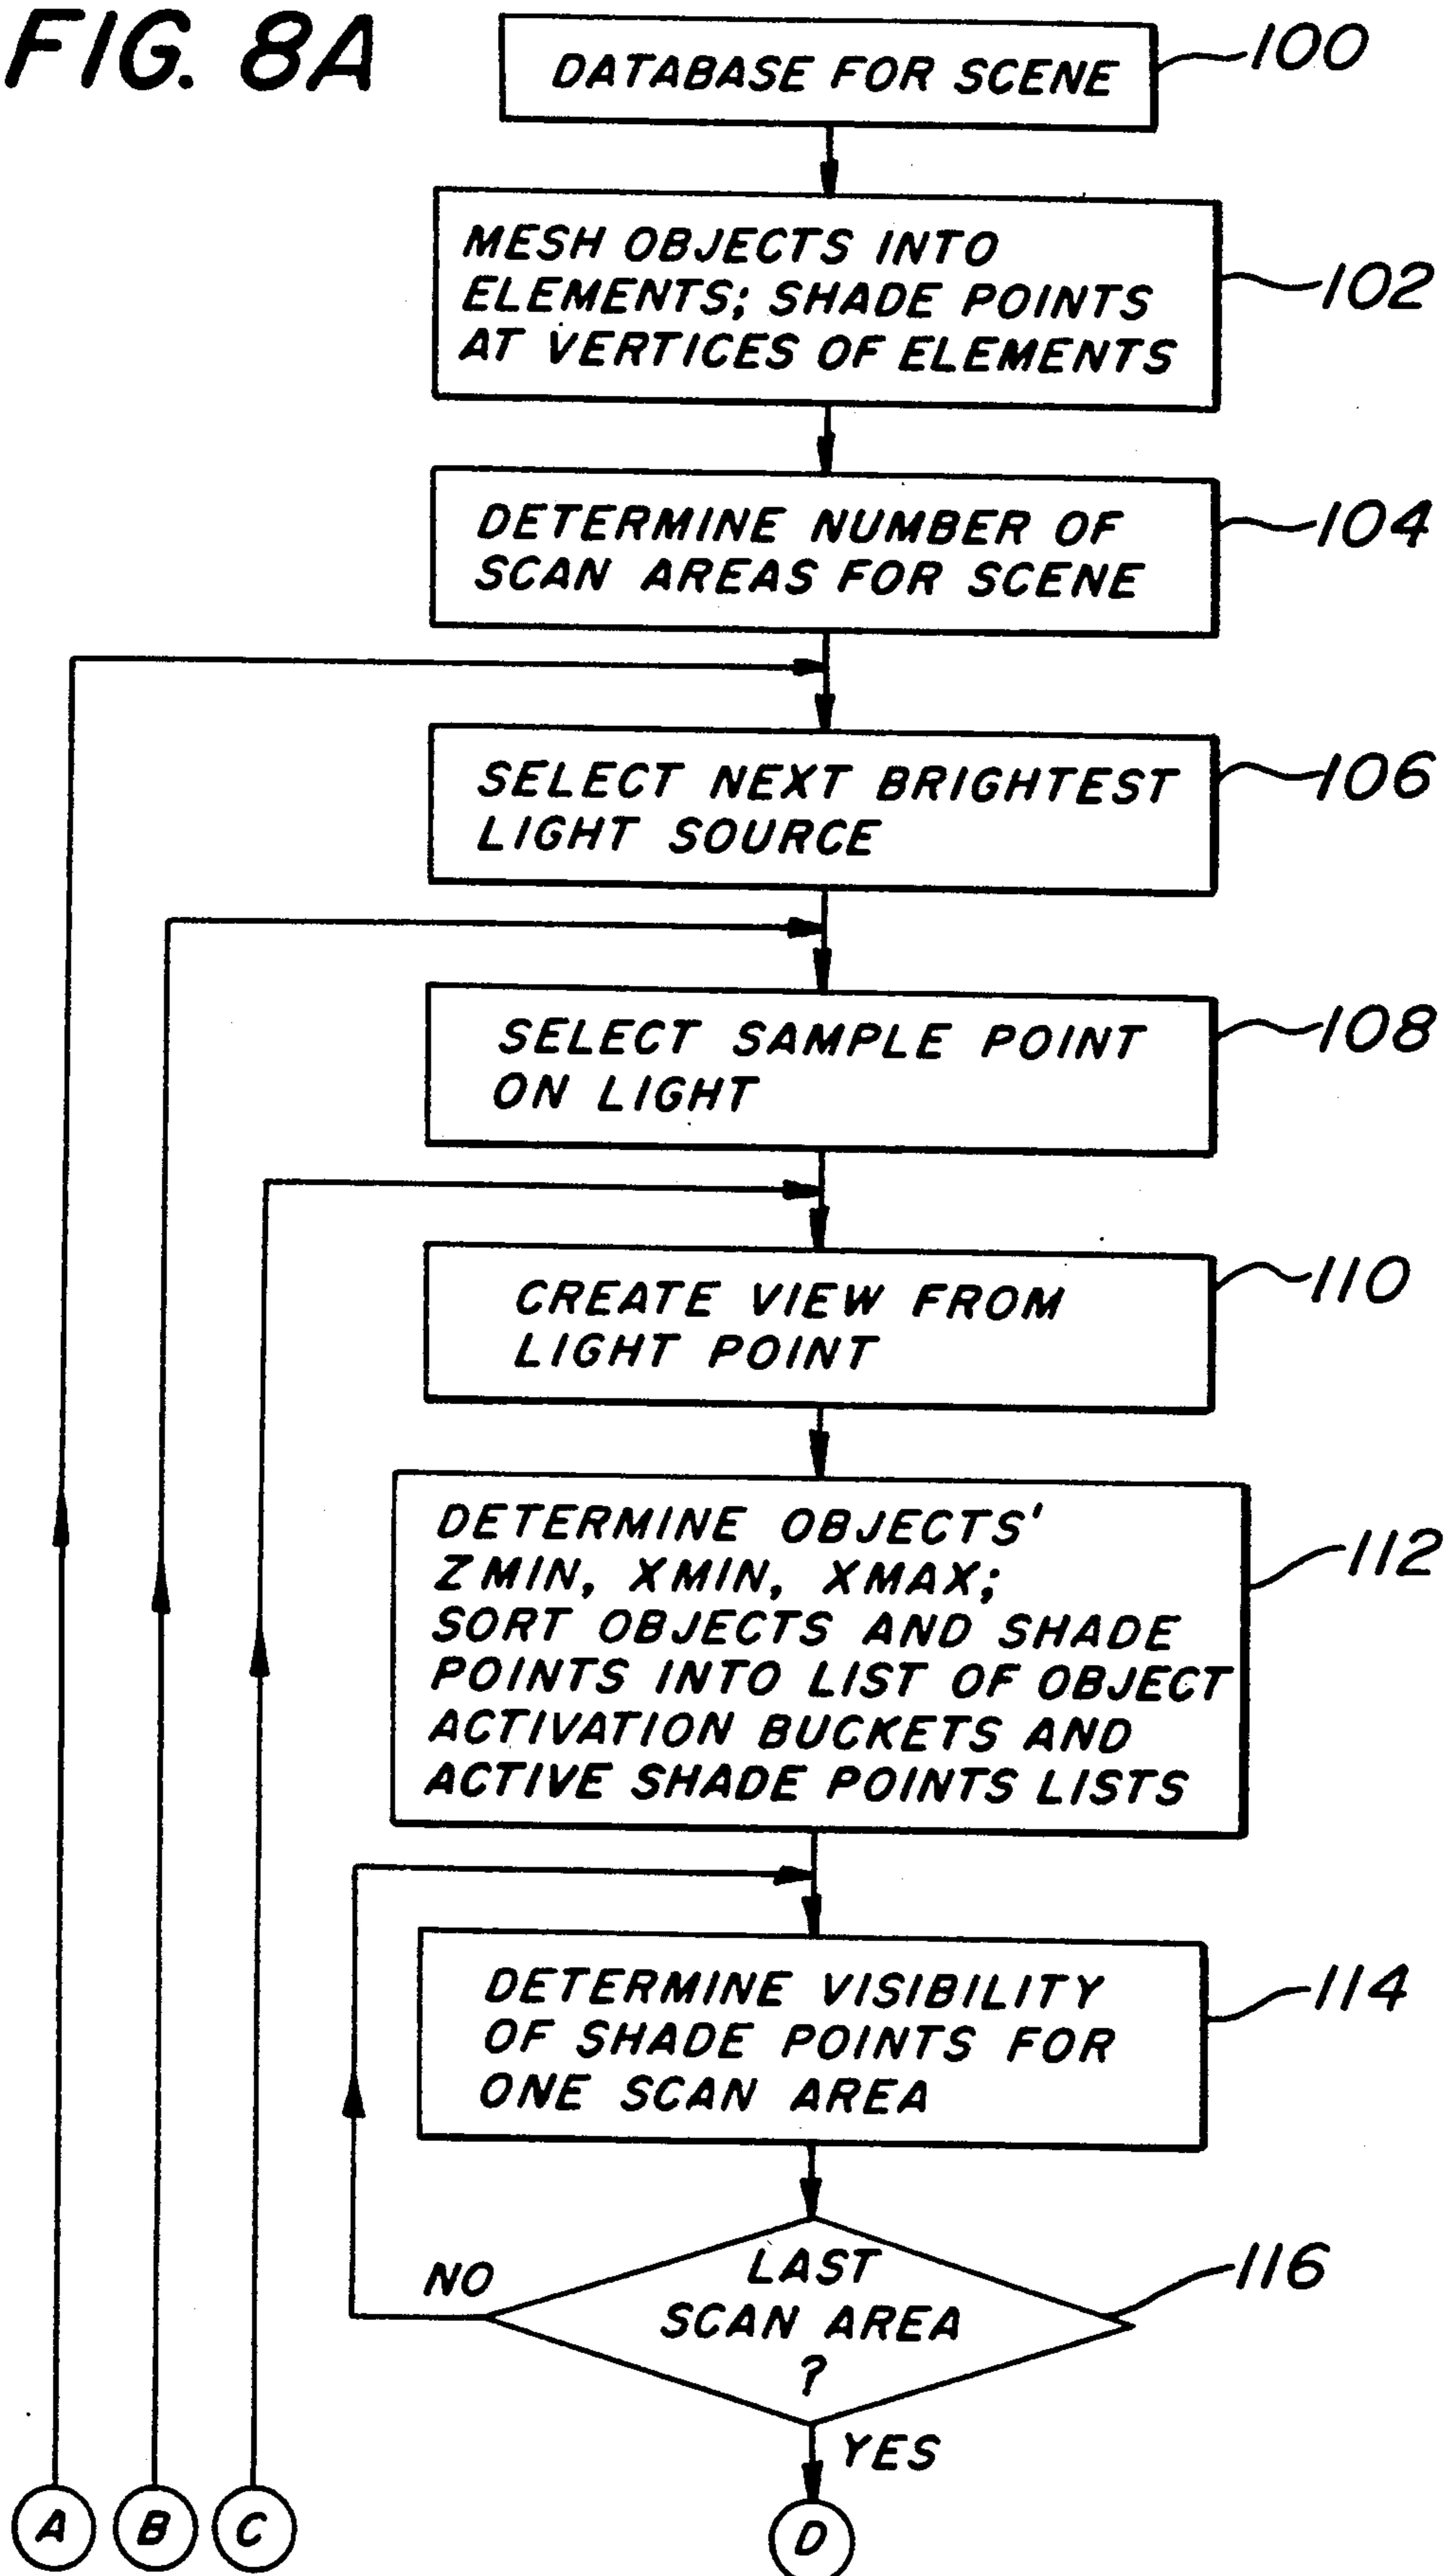 FIG. 8A
DATABASE FOR SCENE
100
MESH OBJECTS INTO
ELEMENTS; SHADE POINTS
AT VERTICES OF ELEMENTS
102
DETERMINE NUMBER OF
SCAN AREAS FOR SCENE
104
SELECT NEXT BRIGHTEST
LIGHT SOURCE
106
SELECT SAMPLE POINT
ON LIGHT
108
CREATE VIEW FROM
LIGHT POINT
110
DETERMINE OBJECTS'
ZMIN, XMIN, XMAX;
SORT OBJECTS AND SHADE
POINTS INTO LIST OF OBJECT
ACTIVATION BUCKETS AND
ACTIVE SHADE POINTS LISTS
112
DETERMINE VISIBILITY
OF SHADE POINTS FOR
ONE SCAN AREA
114
LAST
SCAN AREA
?
116
NO
YES
A
B
C
D